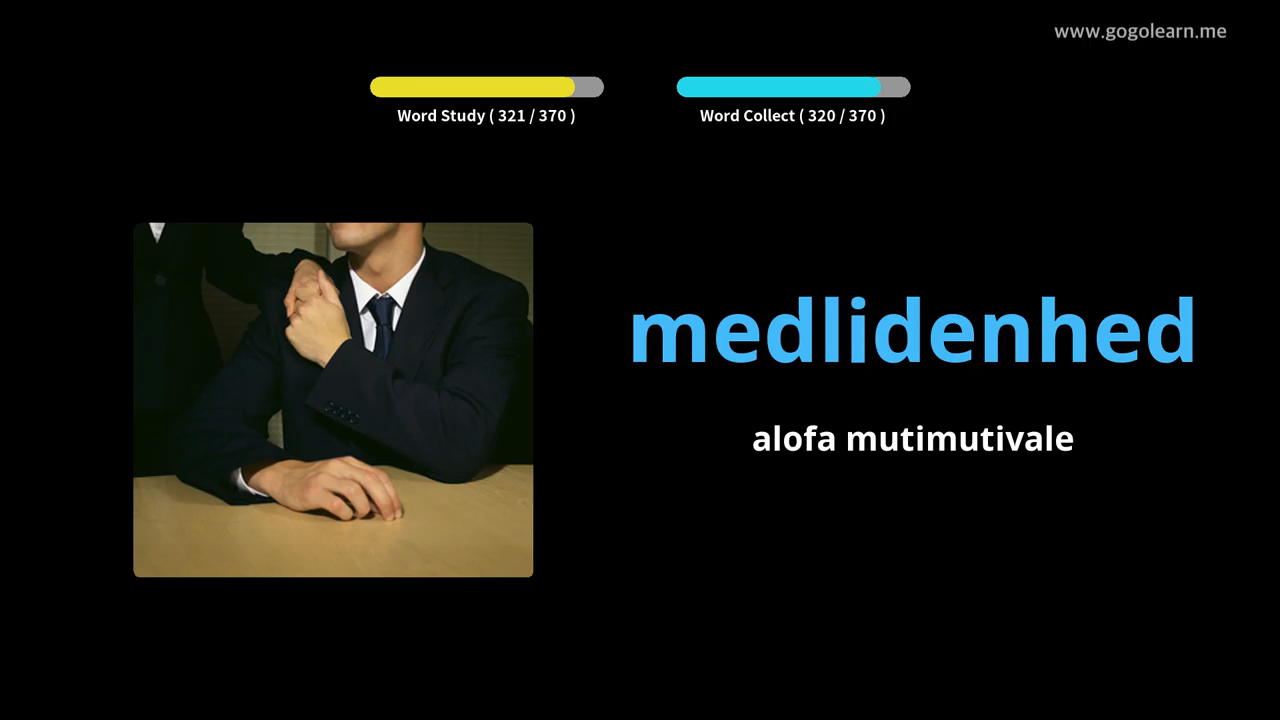 www.gogolearn.me
Word Study ( 321 / 370 )
Word Collect ( 320 / 370 )
medlidenhed
alofa mutimutivale